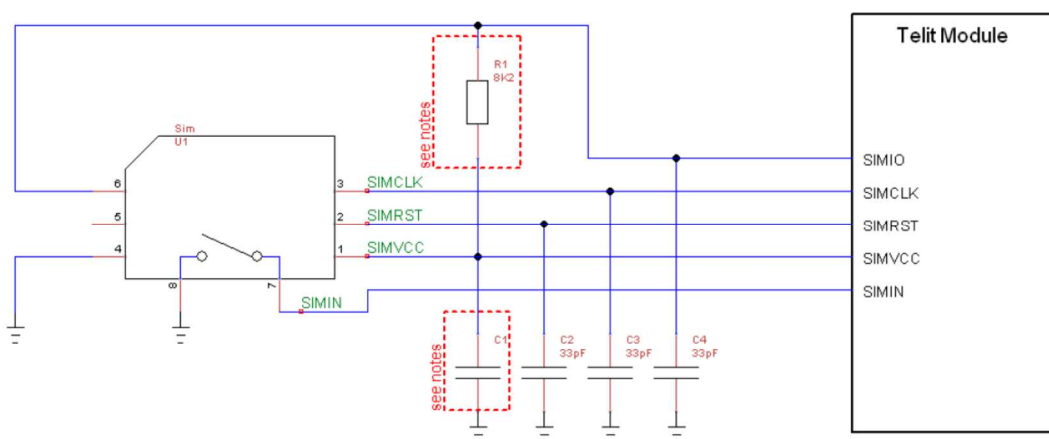 Telit Module
R1
8K2
see notes
Sim
U1
6
3
SIMCLK
SIMIO
SIMCLK
5
2
SIMRST
SIMRST
4
1
SIMVCC
SIMVCC
8
7
SIMIN
SIMIN
see notes
C1
C2
33pF
C3
33pF
C4
33pF